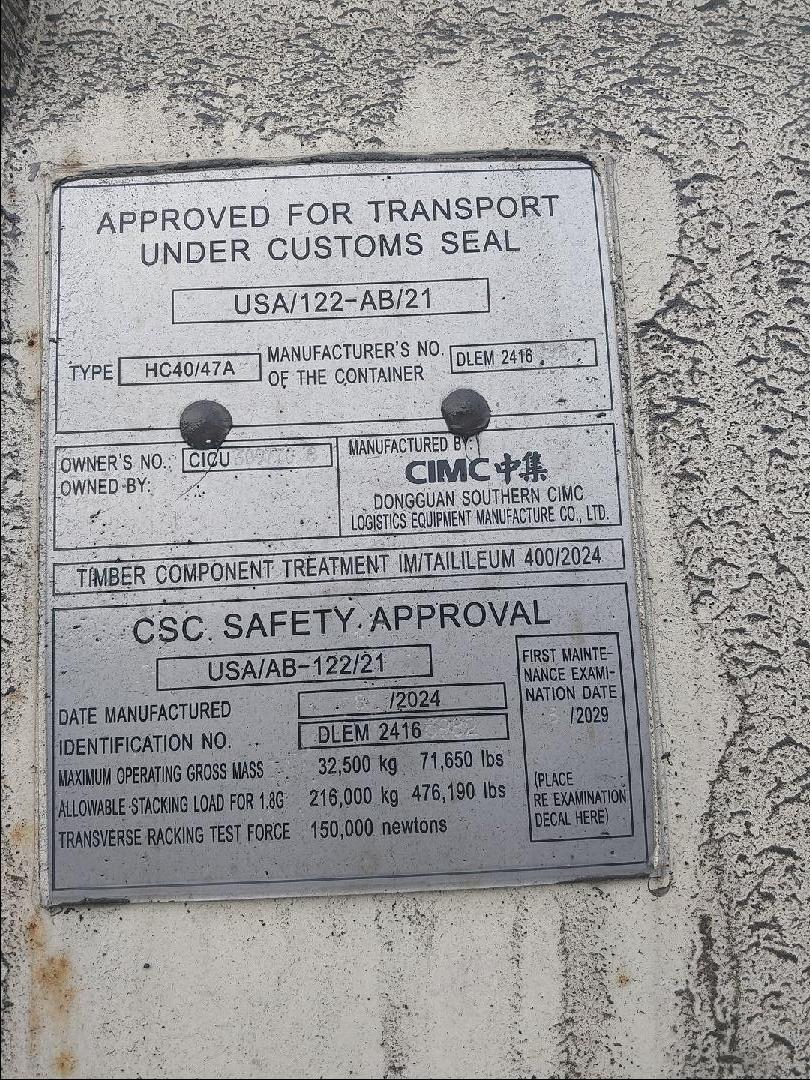 APPROVED FOR TRANSPORT
UNDER CUSTOMS SEAL
USA/122-AB/21
TYPE HC40/47A
MANUFACTURER'S NO.
OF THE CONTAINER
DLEM 2416
OWNER'S NO.: CICU
OWNED BY:
MANUFACTURED BY:
CIMC中集
DONGGUAN SOUTHERN CIMC
LOGISTICS EQUIPMENT MANUFACTURE CO., LTD.
TIMBER COMPONENT TREATMENT IM/TAILILEUM 400/2024
CSC SAFETY APPROVAL
USA/AB-122/21
DATE MANUFACTURED /2024
IDENTIFICATION NO. DLEM 2416
MAXIMUM OPERATING GROSS MASS 32,500 kg 71,650 lbs
ALLOWABLE STACKING LOAD FOR 1.8G 216,000 kg 476,190 lbs
TRANSVERSE RACKING TEST FORCE 150,000 newtons
FIRST MAINTE-
NANCE EXAMI-
NATION DATE
/2029
(PLACE
RE EXAMINATION
DECAL HERE)